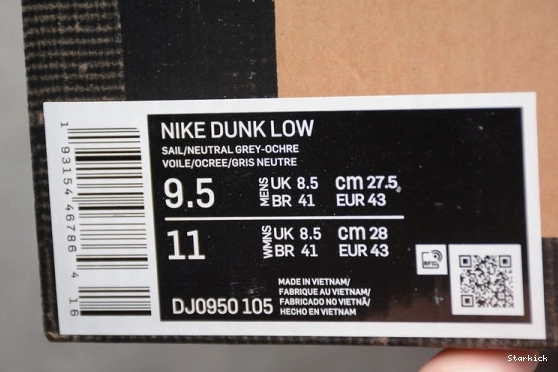 NIKE DUNK LOW
SAIL/NEUTRAL GREY-OCHRE
VOILE/OCREE/GRIS NEUTRE
9.5 MENS UK 8.5 cm 27.5
BR 41 EUR 43
11 WMNS UK 8.5 cm 28
BR 41 EUR 43
DJ0950 105
MADE IN VIETNAM/
FABRIQUE AU VIETNAM/
FABRICADO NO VIETNÃ/
HECHO EN VIETNAM
RFID
1 93154 46786 4 16
Starkick